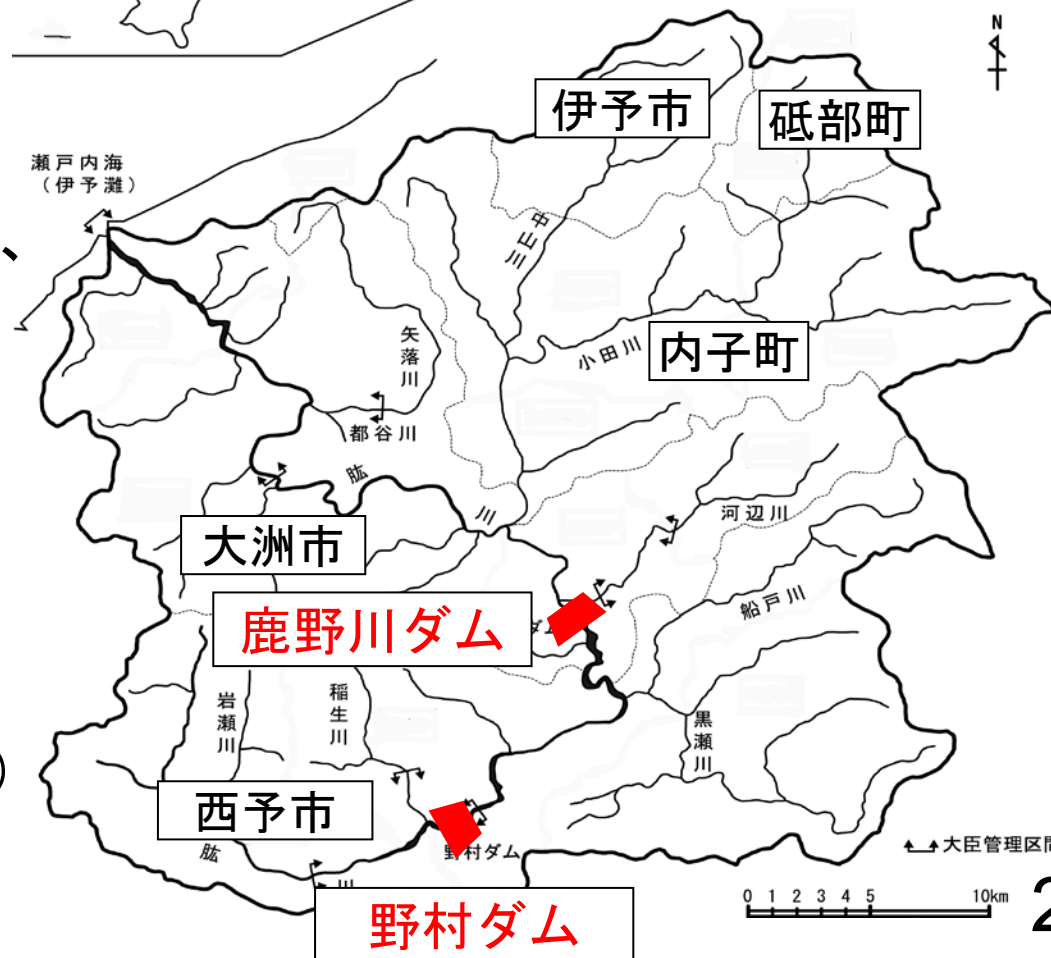 N
伊予市
砥部町
瀬戸内海
（伊予灘）
、
中山川
矢落川
小田川
内子町
都谷川
肱
川
河辺川
大洲市
船戸川
鹿野川ダム
ダム
岩瀬川
稲生川
黒瀬川
)
西予市
肱
川
野村ダム
大臣管理区間
野村ダム
0 1 2 3 4 5 10km
2